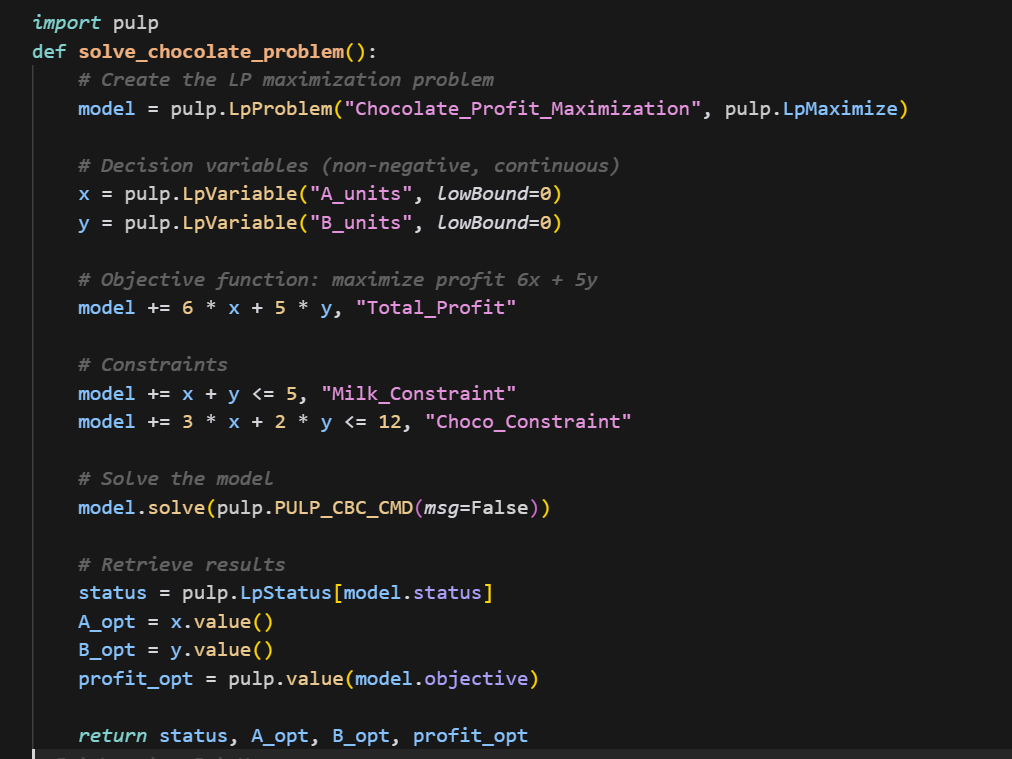 import pulp
def solve_chocolate_problem():
    # Create the LP maximization problem
    model = pulp.LpProblem("Chocolate_Profit_Maximization", pulp.LpMaximize)

    # Decision variables (non-negative, continuous)
    x = pulp.LpVariable("A_units", lowBound=0)
    y = pulp.LpVariable("B_units", lowBound=0)

    # Objective function: maximize profit 6x + 5y
    model += 6 * x + 5 * y, "Total_Profit"

    # Constraints
    model += x + y <= 5, "Milk_Constraint"
    model += 3 * x + 2 * y <= 12, "Choco_Constraint"

    # Solve the model
    model.solve(pulp.PULP_CBC_CMD(msg=False))

    # Retrieve results
    status = pulp.LpStatus[model.status]
    A_opt = x.value()
    B_opt = y.value()
    profit_opt = pulp.value(model.objective)

    return status, A_opt, B_opt, profit_opt